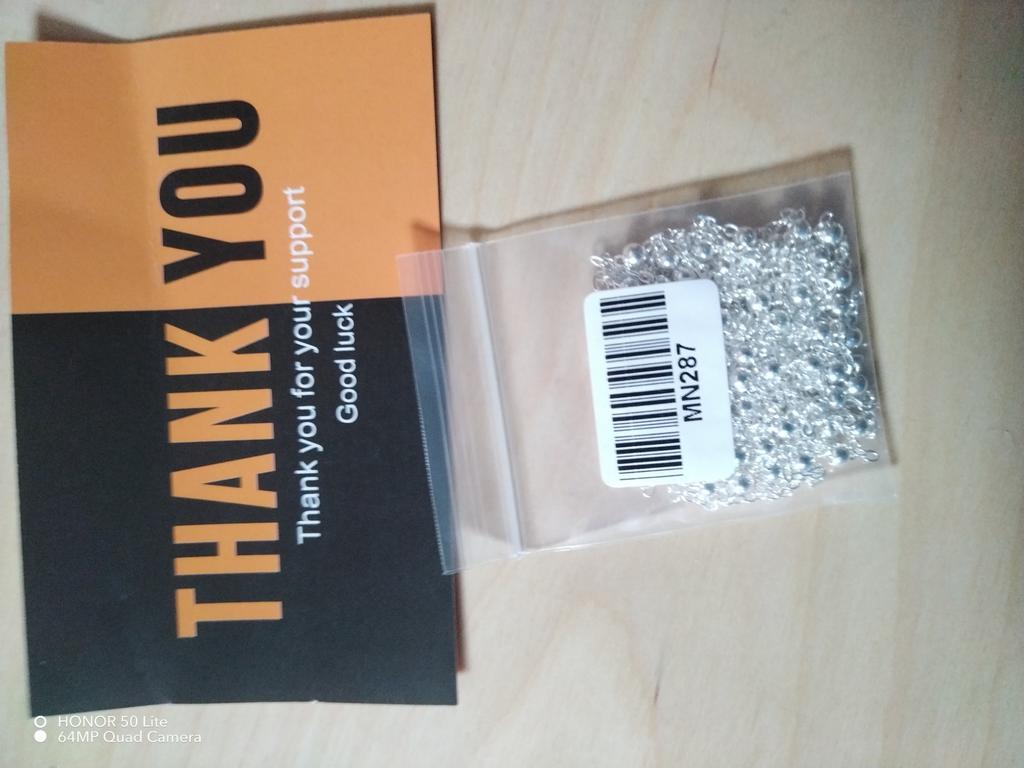 THANK YOU
Thank you for your support
Good luck
MN287
HONOR 50 Lite
64MP Quad Camera